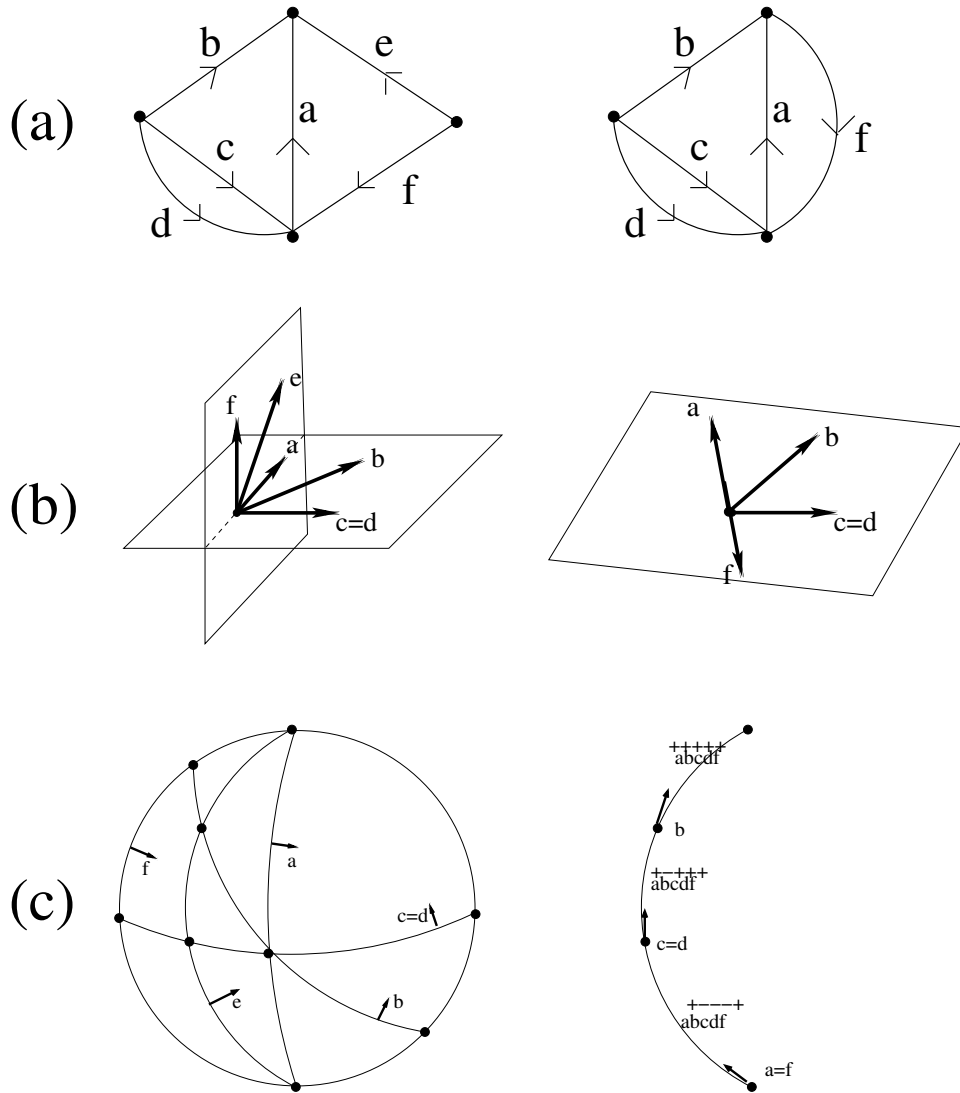 b
e
b
(a)
a
a
c
c
f
f
d
d
e
f
a
a
b
b
(b)
c=d
c=d
f
+++++
abcdf
b
f
a
+-+++
abcdf
(c)
c=d
c=d
e
b
+---+
abcdf
a=f